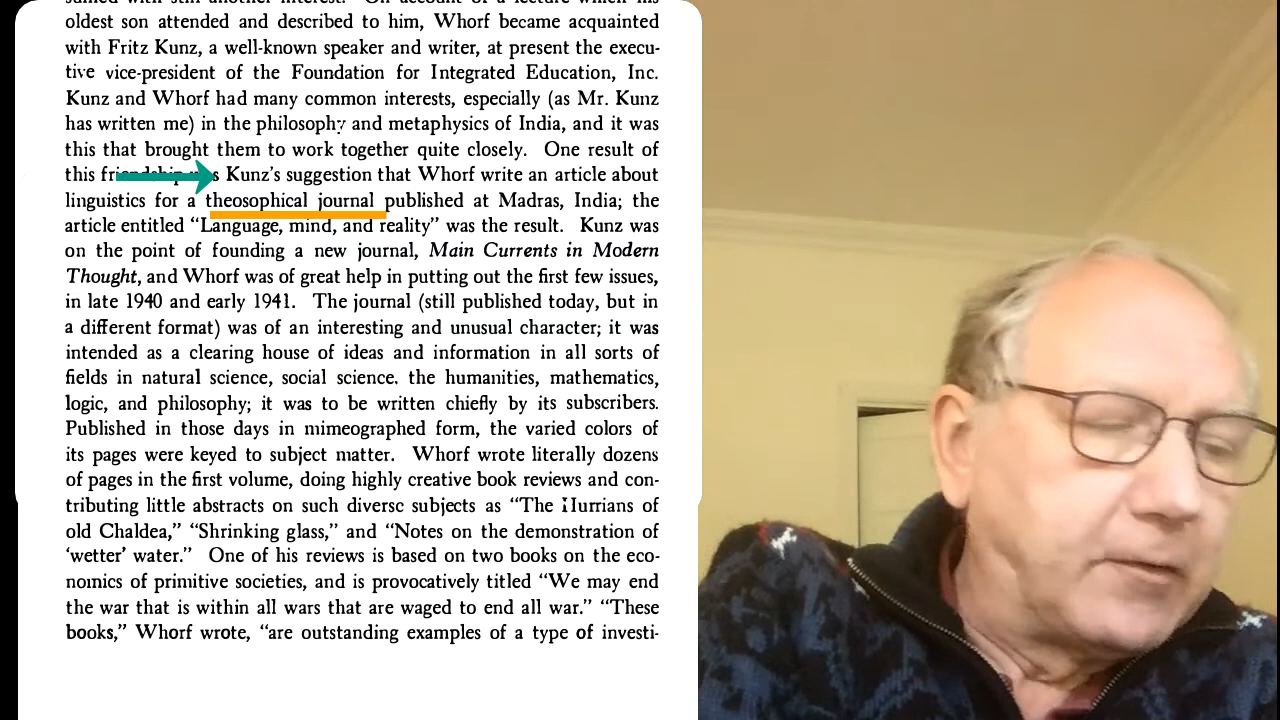 oldest son attended and described to him, Whorf became acquainted
with Fritz Kunz, a well-known speaker and writer, at present the execu-
tive vice-president of the Foundation for Integrated Education, Inc.
Kunz and Whorf had many common interests, especially (as Mr. Kunz
has written me) in the philosophy and metaphysics of India, and it was
this that brought them to work together quite closely. One result of
this Kunz's suggestion that Whorf write an article about
linguistics for a theosophical journal published at Madras, India; the
article entitled “Language, mind, and reality” was the result. Kunz was
on the point of founding a new journal, Main Currents in Modern
Thought, and Whorf was of great help in putting out the first few issues,
in late 1940 and early 1941. The journal (still published today, but in
a different format) was of an interesting and unusual character; it was
intended as a clearing house of ideas and information in all sorts of
fields in natural science, social science. the humanities, mathematics,
logic, and philosophy; it was to be written chiefly by its subscribers.
Published in those days in mimeographed form, the varied colors of
its pages were keyed to subject matter. Whorf wrote literally dozens
of pages in the first volume, doing highly creative book reviews and con-
tributing little abstracts on such diverse subjects as “The Hurrians of
old Chaldea,” “Shrinking glass,” and “Notes on the demonstration of
‘wetter’ water.” One of his reviews is based on two books on the eco-
nomics of primitive societies, and is provocatively titled “We may end
the war that is within all wars that are waged to end all war.” “These
books,” Whorf wrote, “are outstanding examples of a type of investi-